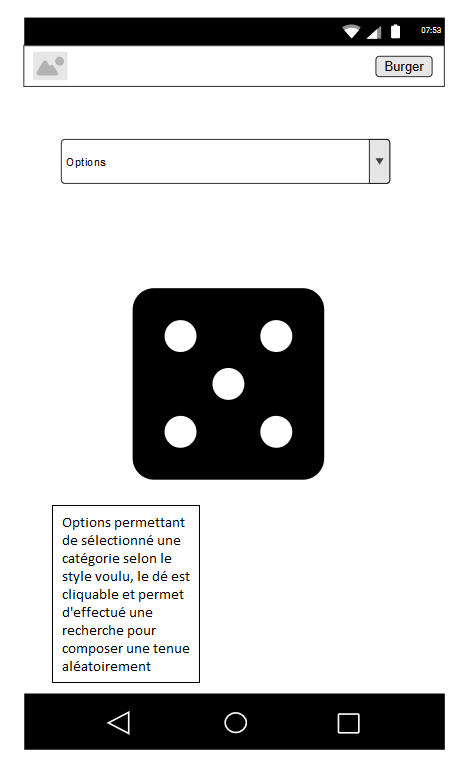 07:53
Burger
Options
Options permettant
de sélectionné une
catégorie selon le
style voulu, le dé est
cliquable et permet
d'effectué une
recherche pour
composer une tenue
aléatoirement